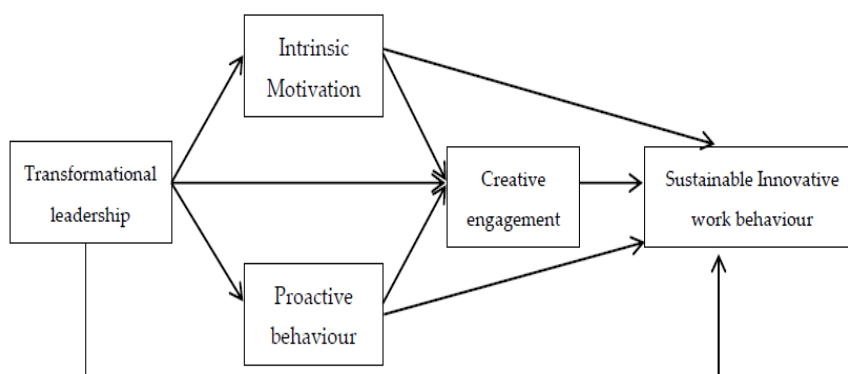 Intrinsic
Motivation
Transformational
leadership
Creative
engagement
Sustainable Innovative
work behaviour
Proactive
behaviour